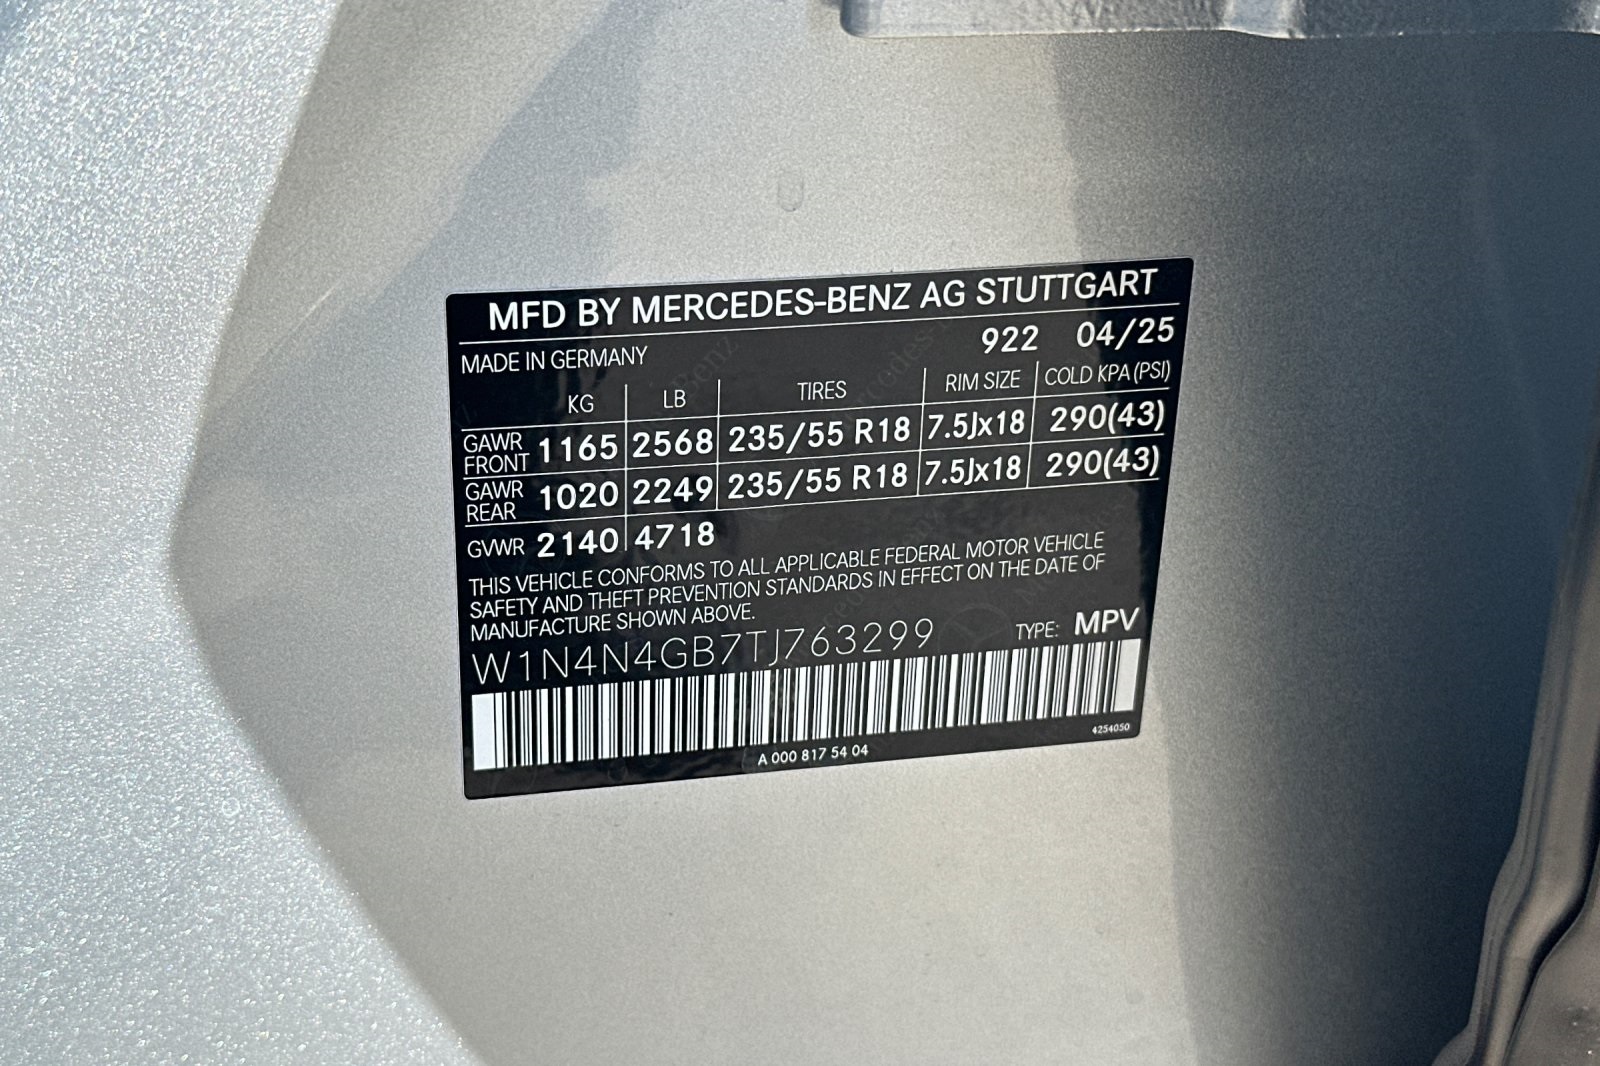 MFD BY MERCEDES-BENZ AG STUTTGART
MADE IN GERMANY 922 04/25
KG LB TIRES RIM SIZE COLD KPA (PSI)
GAWR FRONT 1165 2568 235/55 R18 7.5Jx18 290(43)
GAWR REAR 1020 2249 235/55 R18 7.5Jx18 290(43)
GVWR 2140 4718
THIS VEHICLE CONFORMS TO ALL APPLICABLE FEDERAL MOTOR VEHICLE
SAFETY AND THEFT PREVENTION STANDARDS IN EFFECT ON THE DATE OF
MANUFACTURE SHOWN ABOVE.
W1N4N4GB7TJ763299 TYPE: MPV
A 000 817 54 04
4254050